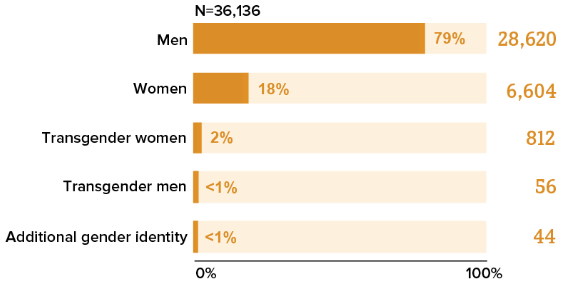 N=36,136
Men 79% 28,620
Women 18% 6,604
Transgender women 2% 812
Transgender men <1% 56
Additional gender identity <1% 44
0% 100%